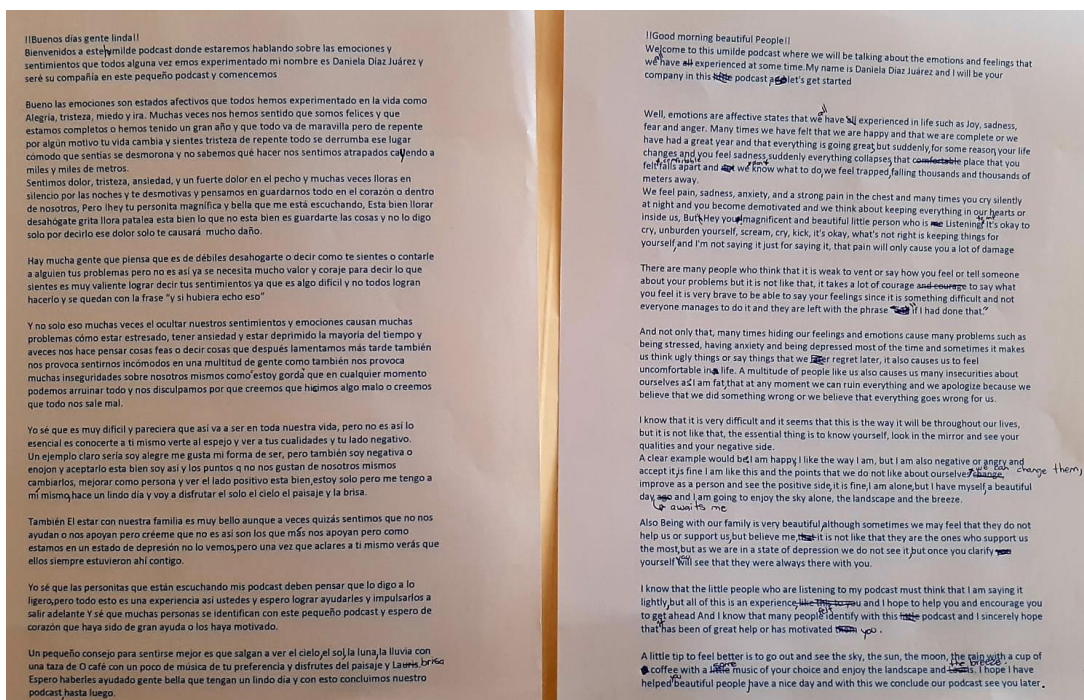 !!Buenos días gente linda!!
Bienvenidos a este humilde podcast donde estaremos hablando sobre las emociones y
sentimientos que todos alguna vez emos experimentado mi nombre es Daniela Díaz Juárez y
seré su compañia en este pequeño podcast y comencemos
Bueno las emociones son estados afectivos que todos hemos experimentado en la vida como
Alegría, tristeza, miedo y ira. Muchas veces nos hemos sentido que somos felices y que
estamos completos o hemos tenido un gran año y que todo va de maravilla pero de repente
por algún motivo tu vida cambia y sientes tristeza de repente todo se derrumba ese lugar
cómodo que sentías se desmorona y no sabemos qué hacer nos sentimos atrapados cayendo a
miles y miles de metros.
Sentimos dolor, tristeza, ansiedad, y un fuerte dolor en el pecho y muchas veces lloras en
silencio por las noches y te desmotivas y pensamos en guardarnos todo en el corazón o dentro
de nosotros, Pero !hey tu personita magnífica y bella que me está escuchando, Esta bien llorar
desahógate grita llora patalea esta bien lo que no esta bien es guardarte las cosas y no lo digo
solo por decirlo ese dolor solo te causará mucho daño.
Hay mucha gente que piensa que es de débiles desahogarte o decir como te sientes o contarle
a alguien tus problemas pero no es así ya se necesita mucho valor y coraje para decir lo que
sientes es muy valiente lograr decir tus sentimientos ya que es algo difícil y no todos logran
hacerlo y se quedan con la frase "y si hubiera echo eso"
Y no solo eso muchas veces el ocultar nuestros sentimientos y emociones causan muchas
problemas cómo estar estresado, tener ansiedad y estar deprimido la mayoría del tiempo y
aveces nos hace pensar cosas feas o decir cosas que después lamentamos más tarde también
nos provoca sentirnos incómodos en una multitud de gente como también nos provoca
muchas inseguridades sobre nosotros mismos como "estoy gorda" que en cualquier momento
podemos arruinar todo y nos disculpamos por que creemos que hicimos algo malo o creemos
que todo nos sale mal.
Yo sé que es muy difícil y pareciera que así va a ser en toda nuestra vida, pero no es así lo
esencial es conocerte a ti mismo verte al espejo y ver a tus cualidades y tu lado negativo.
Un ejemplo claro sería soy alegre me gusta mi forma de ser, pero también soy negativa o
enojon y aceptarlo esta bien soy así y los puntos q no nos gustan de nosotros mismos
cambiarlos, mejorar como persona y ver el lado positivo esta bien,estoy solo pero me tengo a
mí mismo,hace un lindo dia y voy a disfrutar el solo el cielo el paisaje y la brisa.
También El estar con nuestra familia es muy bello aunque a veces quizás sentimos que no nos
ayudan o nos apoyan pero créeme que no es así son los que más nos apoyan pero como
estamos en un estado de depresión no lo vemos,pero una vez que aclares a ti mismo verás que
ellos siempre estuvieron ahí contigo.
Yo sé que las personitas que están escuchando mis podcast deben pensar que lo digo a lo
ligero,pero todo esto es una experiencia así ustedes y espero lograr ayudarles y impulsarlos a
salir adelante Y sé que muchas personas se identifican con este pequeño podcast y espero de
corazón que haya sido de gran ayuda o los haya motivado.
Un pequeño consejo para sentirse mejor es que salgan a ver el cielo,el sol,la luna,la lluvia con
una taza de O café con un poco de música de tu preferencia y disfrutes del paisaje y Lauris. brisa
Espero haberles ayudado gente bella que tengan un lindo día y con esto concluimos nuestro
podcast,hasta luego.
!!Good morning beautiful People!!
Welcome to this umilde podcast where we will be talking about the emotions and feelings that
we all have all experienced at some time.My name is Daniela Díaz Juárez and I will be your
company in this little podcast let's get started
Well, emotions are affective states that we all have all experienced in life such as Joy, sadness,
fear and anger. Many times we have felt that we are happy and that we are complete or we
have had a great year and that everything is going great,but suddenly,for some reason,your life
changes and you feel sadness,suddenly everything collapses,that comfortable place that you
felt comfortable falls apart and we don't know what to do,we feel trapped,falling thousands and thousands of
meters away.
We feel pain, sadness, anxiety, and a strong pain in the chest and many times you cry silently
at night and you become demotivated and we think about keeping everything in our hearts or
inside us, But Hey you magnificent and beautiful little person who is me Listening to me It's okay to
cry, unburden yourself, scream, cry, kick, it's okay, what's not right is keeping things for
yourself,and I'm not saying it just for saying it, that pain will only cause you a lot of damage
There are many people who think that it is weak to vent or say how you feel or tell someone
about your problems but it is not like that, it takes a lot of courage and courage to say what
you feel it is very brave to be able to say your feelings since it is something difficult and not
everyone manages to do it and they are left with the phrase "if I had done that."
And not only that, many times hiding our feelings and emotions cause many problems such as
being stressed, having anxiety and being depressed most of the time and sometimes it makes
us think ugly things or say things that we later regret later, it also causes us to feel
uncomfortable in life. A multitude of people like us also causes us many insecurities about
ourselves as I am fat,that at any moment we can ruin everything and we apologize because we
believe that we did something wrong or we believe that everything goes wrong for us.
I know that it is very difficult and it seems that this is the way it will be throughout our lives,
but it is not like that, the essential thing is to know yourself, look in the mirror and see your
qualities and your negative side.
A clear example would be I am happy,I like the way I am, but I am also negative or angry and
accept it,is fine I am like this and the points that we do not like about ourselves change, we can change them,
improve as a person and see the positive side,it is fine,I am alone,but I have myself,a beautiful
day ago and I am going to enjoy the sky alone, the landscape and the breeze.
awaits me
Also Being with our family is very beautiful,although sometimes we may feel that they do not
help us or support us,but believe me,that it is not like that they are the ones who support us
the most,but as we are in a state of depression we do not see it,but once you clarify you
yourself will see that they were always there with you.
I know that the little people who are listening to my podcast must think that I am saying it
lightly,but all of this is an experience,like this to you and I hope to help you and encourage you
to get ahead And I know that many people felt identify with this little podcast and I sincerely hope
that it has been of great help or has motivated them you.
A little tip to feel better is to go out and see the sky, the sun, the moon, the rain with a cup of
coffee with a little some music of your choice and enjoy the landscape and the breeze. I hope I have
helped you beautiful people,have a nice day and with this we conclude our podcast see you later.